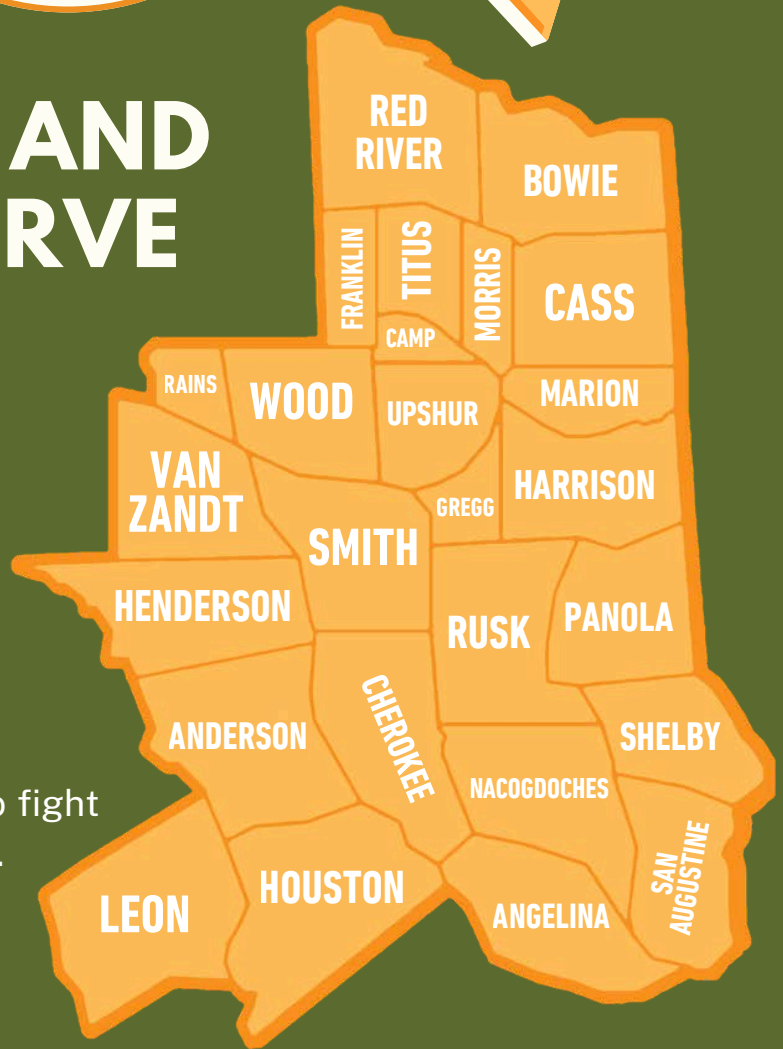 AND
RVE
RED
RIVER
BOWIE
FRANKLIN
TITUS
MORRIS
CASS
CAMP
RAINS
WOOD
UPSHUR
MARION
VAN
ZANDT
GREGG
HARRISON
SMITH
HENDERSON
RUSK
PANOLA
ANDERSON
CHEROKEE
SHELBY
NACOGDOCHES
fight
.
SAN
AUGUSTINE
LEON
HOUSTON
ANGELINA